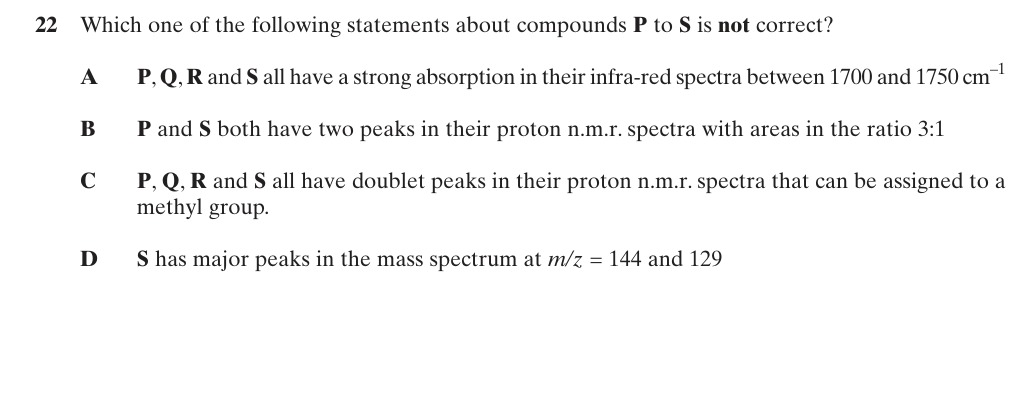 22 Which one of the following statements about compounds P to S is not correct?
A P, Q, R and S all have a strong absorption in their infra-red spectra between 1700 and 1750 cm⁻¹
B P and S both have two peaks in their proton n.m.r. spectra with areas in the ratio 3:1
C P, Q, R and S all have doublet peaks in their proton n.m.r. spectra that can be assigned to a
methyl group.
D S has major peaks in the mass spectrum at m/z = 144 and 129